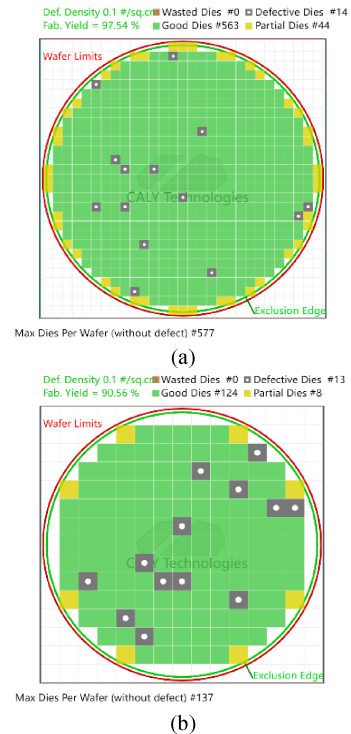 Def. Density 0.1 #/sq.cm Wasted Dies #0 Defective Dies #14
Fab. Yield = 97.54 % Good Dies #563 Partial Dies #44
Wafer Limits
CALY Technologies
Exclusion Edge
Max Dies Per Wafer (without defect) #577
(a)
Def. Density 0.1 #/sq.cm Wasted Dies #0 Defective Dies #13
Fab. Yield = 90.56 % Good Dies #124 Partial Dies #8
Wafer Limits
CALY Technologies
Exclusion Edge
Max Dies Per Wafer (without defect) #137
(b)